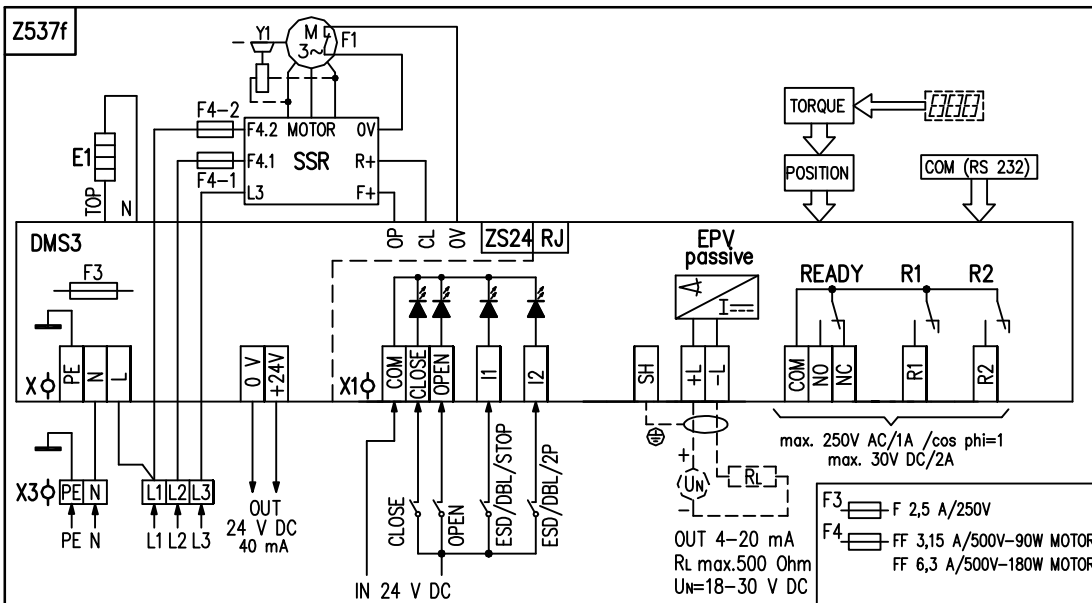 Z537f
Y1
M
3~
F1
F4-2
F4.2 MOTOR 0V
SSR
F4.1
R+
F4-1
L3
F+
E1
TOP
N
TORQUE
POSITION
COM (RS 232)
DMS3
OP
CL
0V
ZS24 RJ
EPV
passive
I
F3
READY R1 R2
X
PE
N
L
0 V
+24V
X1
COM
CLOSE
OPEN
I1
I2
SH
+L
-L
COM
NO
NC
R1
R2
max. 250V AC/1A /cos phi=1
max. 30V DC/2A
X3
PE N
L1 L2 L3
PE N
L1 L2 L3
OUT
24 V DC
40 mA
CLOSE
OPEN
ESD/DBL/STOP
ESD/DBL/2P
IN 24 V DC
+
UN
-
RL
OUT 4-20 mA
RL max.500 Ohm
UN=18-30 V DC
F3
F 2,5 A/250V
F4
FF 3,15 A/500V-90W MOTOR
FF 6,3 A/500V-180W MOTOR